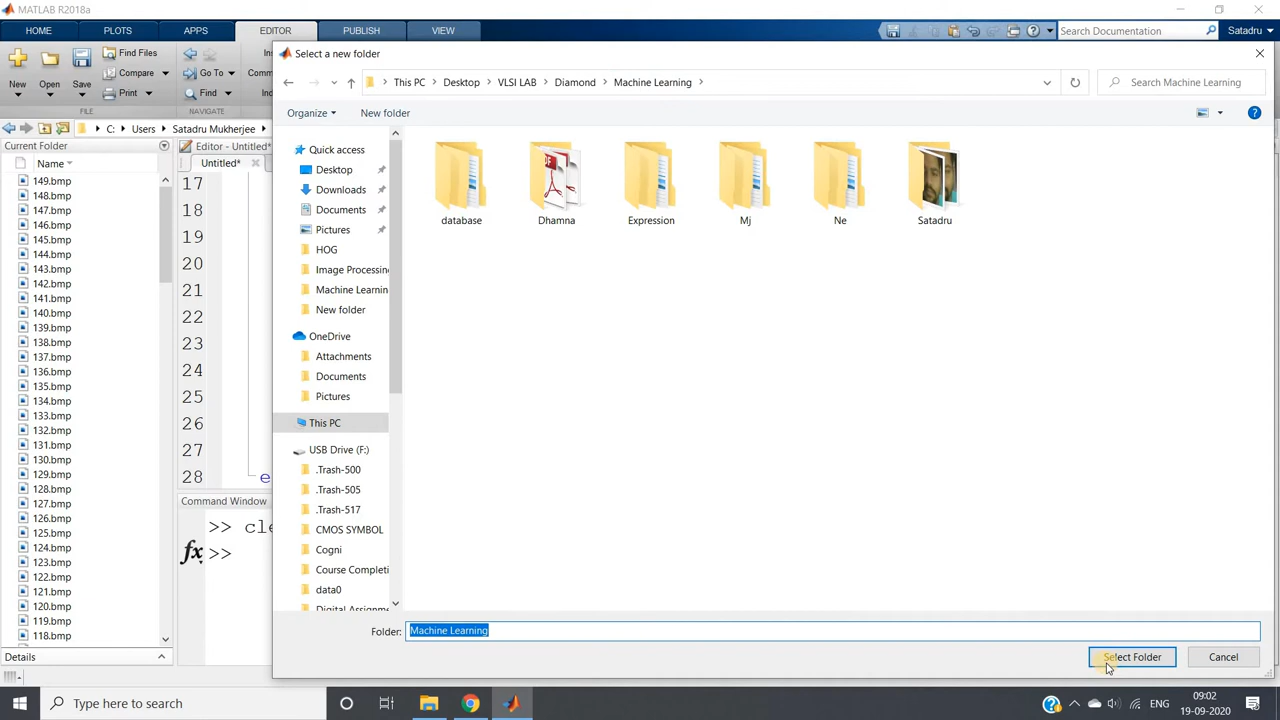 MATLAB R2018a
HOME PLOTS APPS EDITOR PUBLISH VIEW
Search Documentation
Satadru
New Open Save
Find Files
Compare
Print
Go To
Find
FILE NAVIGATE
C: Users Satadru Mukherjee
Current Folder
Name
149.bmp
148.bmp
147.bmp
146.bmp
145.bmp
144.bmp
143.bmp
142.bmp
141.bmp
140.bmp
139.bmp
138.bmp
137.bmp
136.bmp
135.bmp
134.bmp
133.bmp
132.bmp
131.bmp
130.bmp
129.bmp
128.bmp
127.bmp
126.bmp
125.bmp
124.bmp
123.bmp
122.bmp
121.bmp
120.bmp
119.bmp
118.bmp
Details
Editor - Untitled*
Untitled*
17
18
19
20
21
22
23
24
25
26
27
28 e
Command Window
>> cle
fx >>
Select a new folder
This PC Desktop VLSI LAB Diamond Machine Learning
Search Machine Learning
Organize New folder
Quick access
Desktop
Downloads
Documents
Pictures
HOG
Image Processin
Machine Learnin
New folder
OneDrive
Attachments
Documents
Pictures
This PC
USB Drive (F:)
.Trash-500
.Trash-505
.Trash-517
CMOS SYMBOL
Cogni
Course Completi
data0
Digital Assignme
database Dhamna Expression Mj Ne Satadru
Folder: Machine Learning
Select Folder Cancel
Type here to search
ENG
09:02
19-09-2020